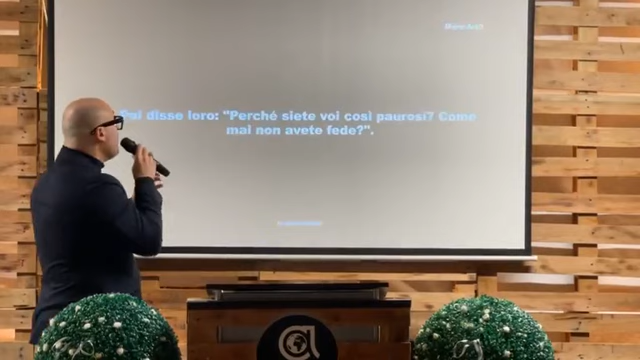 Poi disse loro: "Perché siete voi così paurosi? Come
mai non avete fede?".